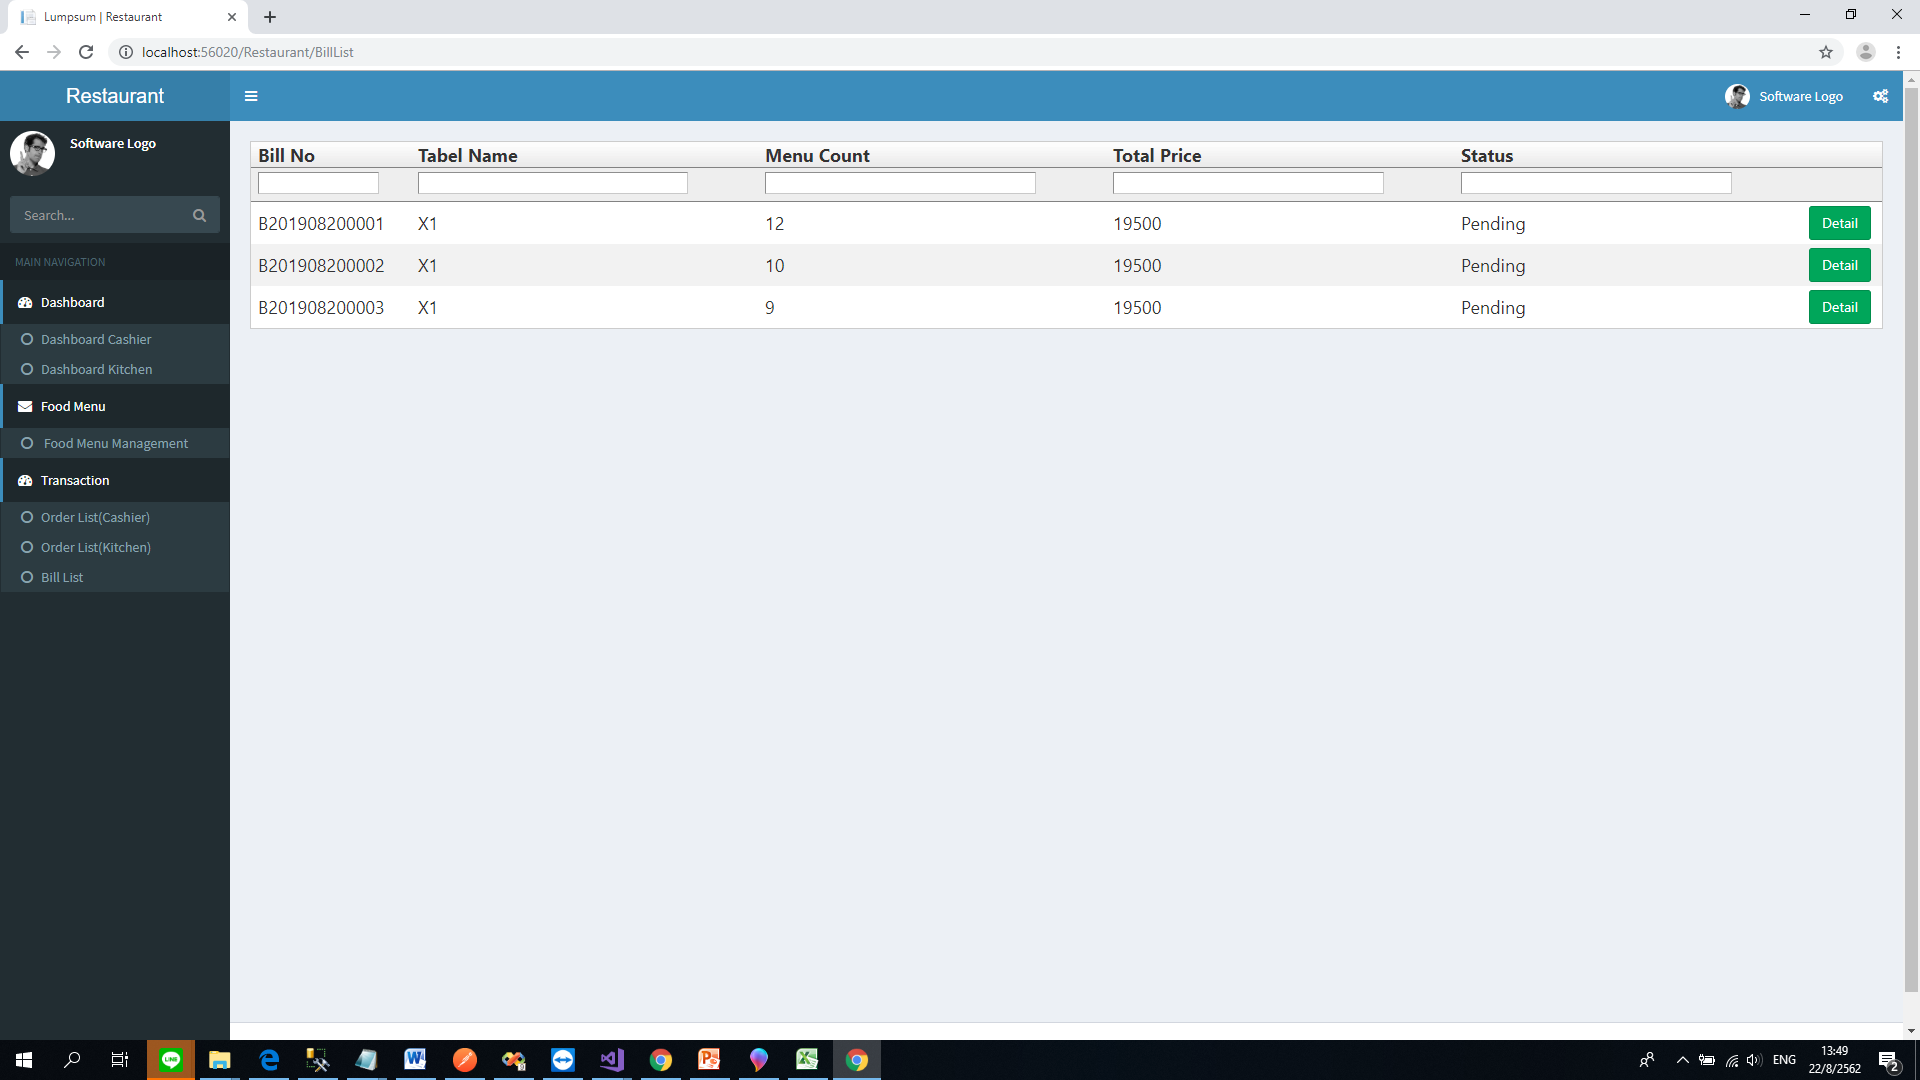 Lumpsum | Restaurant
localhost:56020/Restaurant/BillList
Restaurant
Software Logo
Software Logo
Search...
MAIN NAVIGATION
Dashboard
Dashboard Cashier
Dashboard Kitchen
Food Menu
Food Menu Management
Transaction
Order List(Cashier)
Order List(Kitchen)
Bill List
Bill No Tabel Name Menu Count Total Price Status
B201908200001 X1 12 19500 Pending Detail
B201908200002 X1 10 19500 Pending Detail
B201908200003 X1 9 19500 Pending Detail
LINE
ENG
13:49
22/8/2562
2